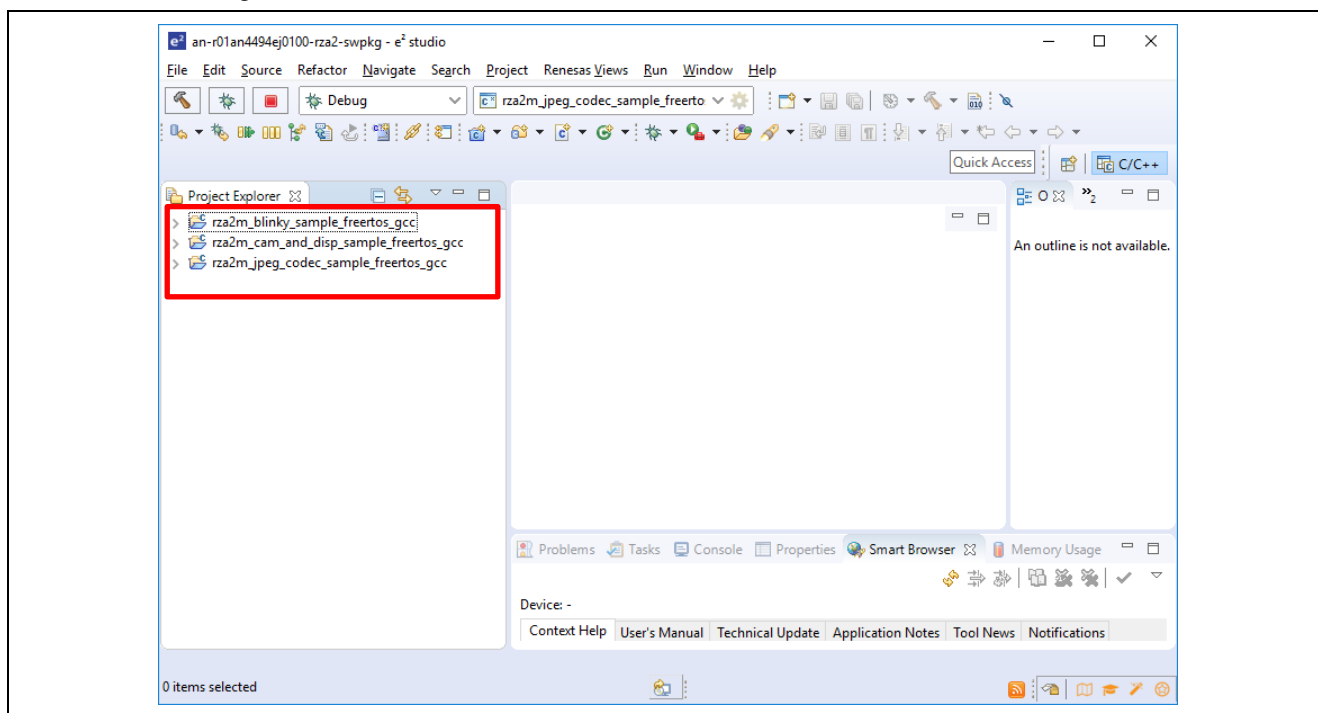 an-r01an4494ej0100-rza2-swpkg - e² studio
File Edit Source Refactor Navigate Search Project Renesas Views Run Window Help
Debug rza2m_jpeg_codec_sample_freerto
Quick Access C/C++
Project Explorer O »2
rza2m_blinky_sample_freertos_gcc
rza2m_cam_and_disp_sample_freertos_gcc
An outline is not available.
rza2m_jpeg_codec_sample_freertos_gcc
Problems Tasks Console Properties Smart Browser Memory Usage
Device: -
Context Help User's Manual Technical Update Application Notes Tool News Notifications
0 items selected